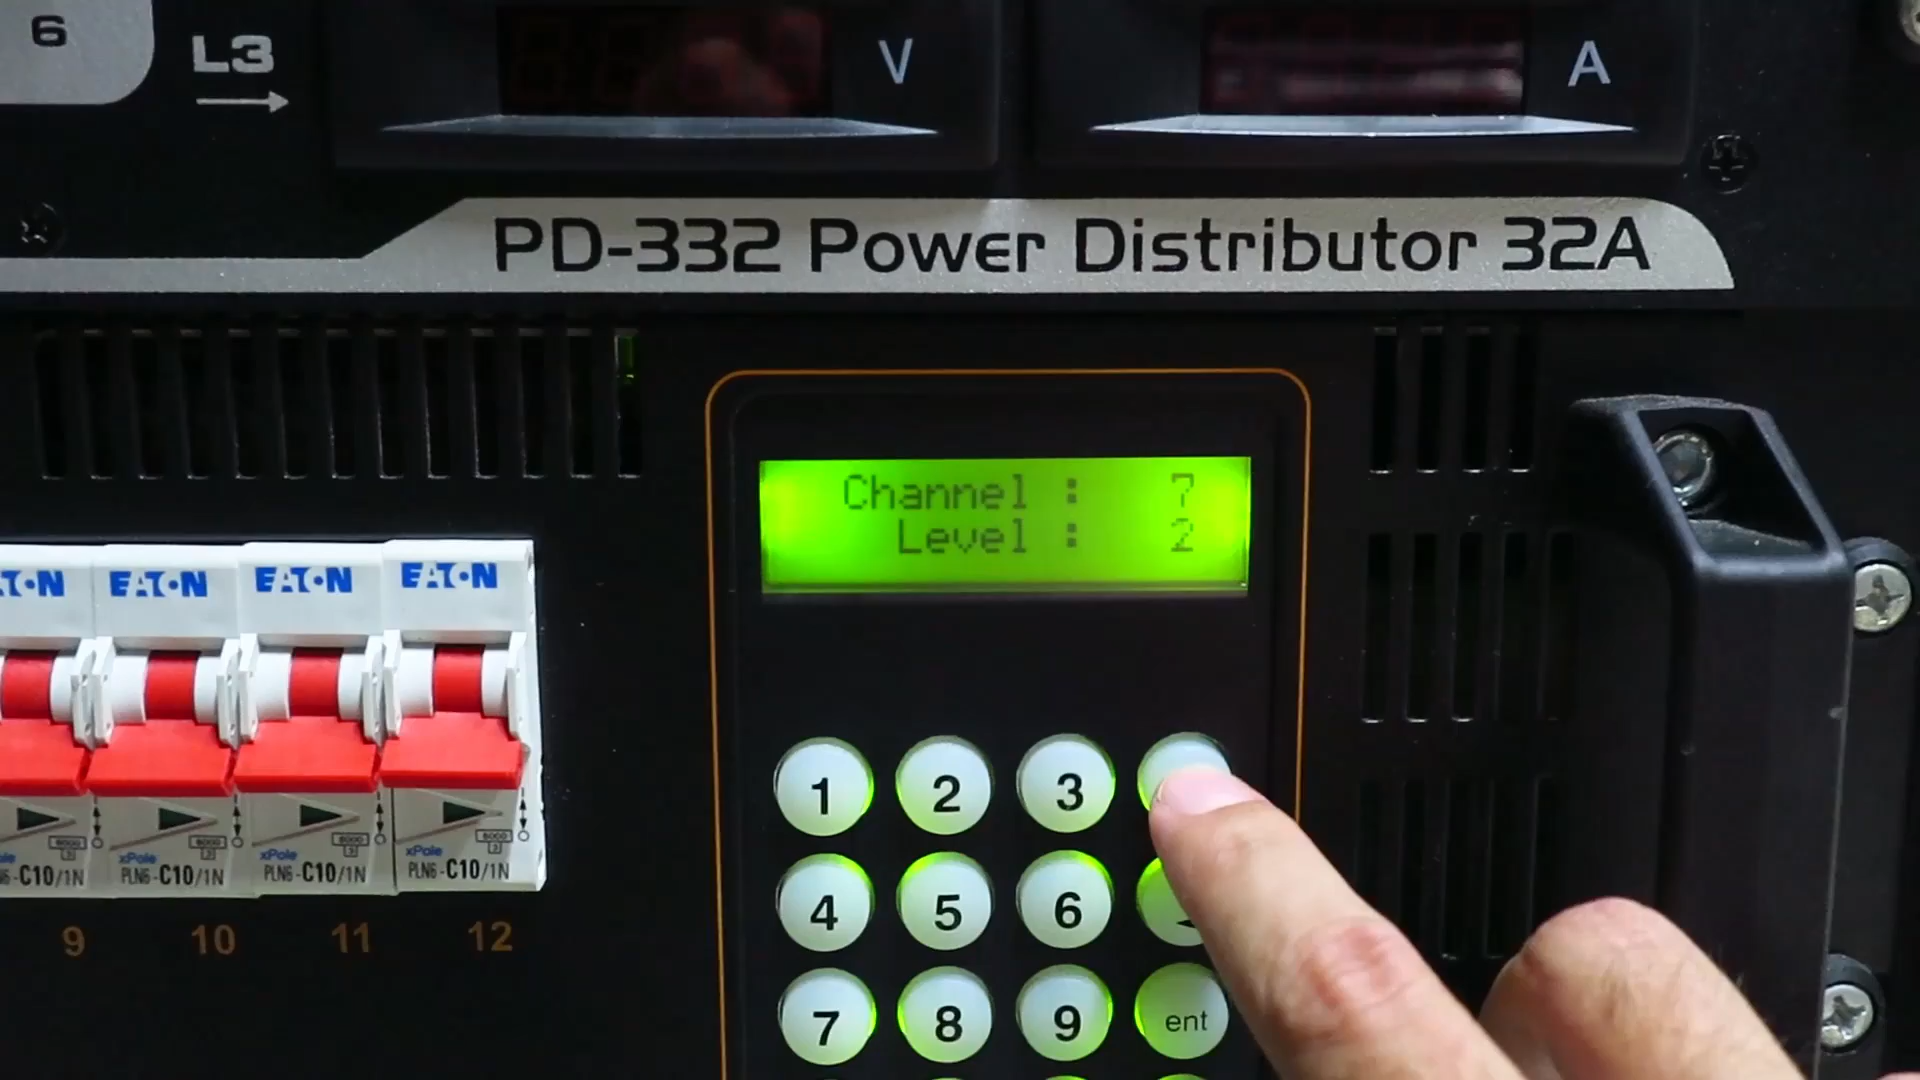 6
L3
V
A
PD-332 Power Distributor 32A
Channel : 7
Level : 2
EATON
EATON
EATON
xPole
xPole
xPole
C10/1N
PLN6-C10/1N
PLN6-C10/1N
PLN6-C10/1N
9 10 11 12
1 2 3
4 5 6
7 8 9 ent